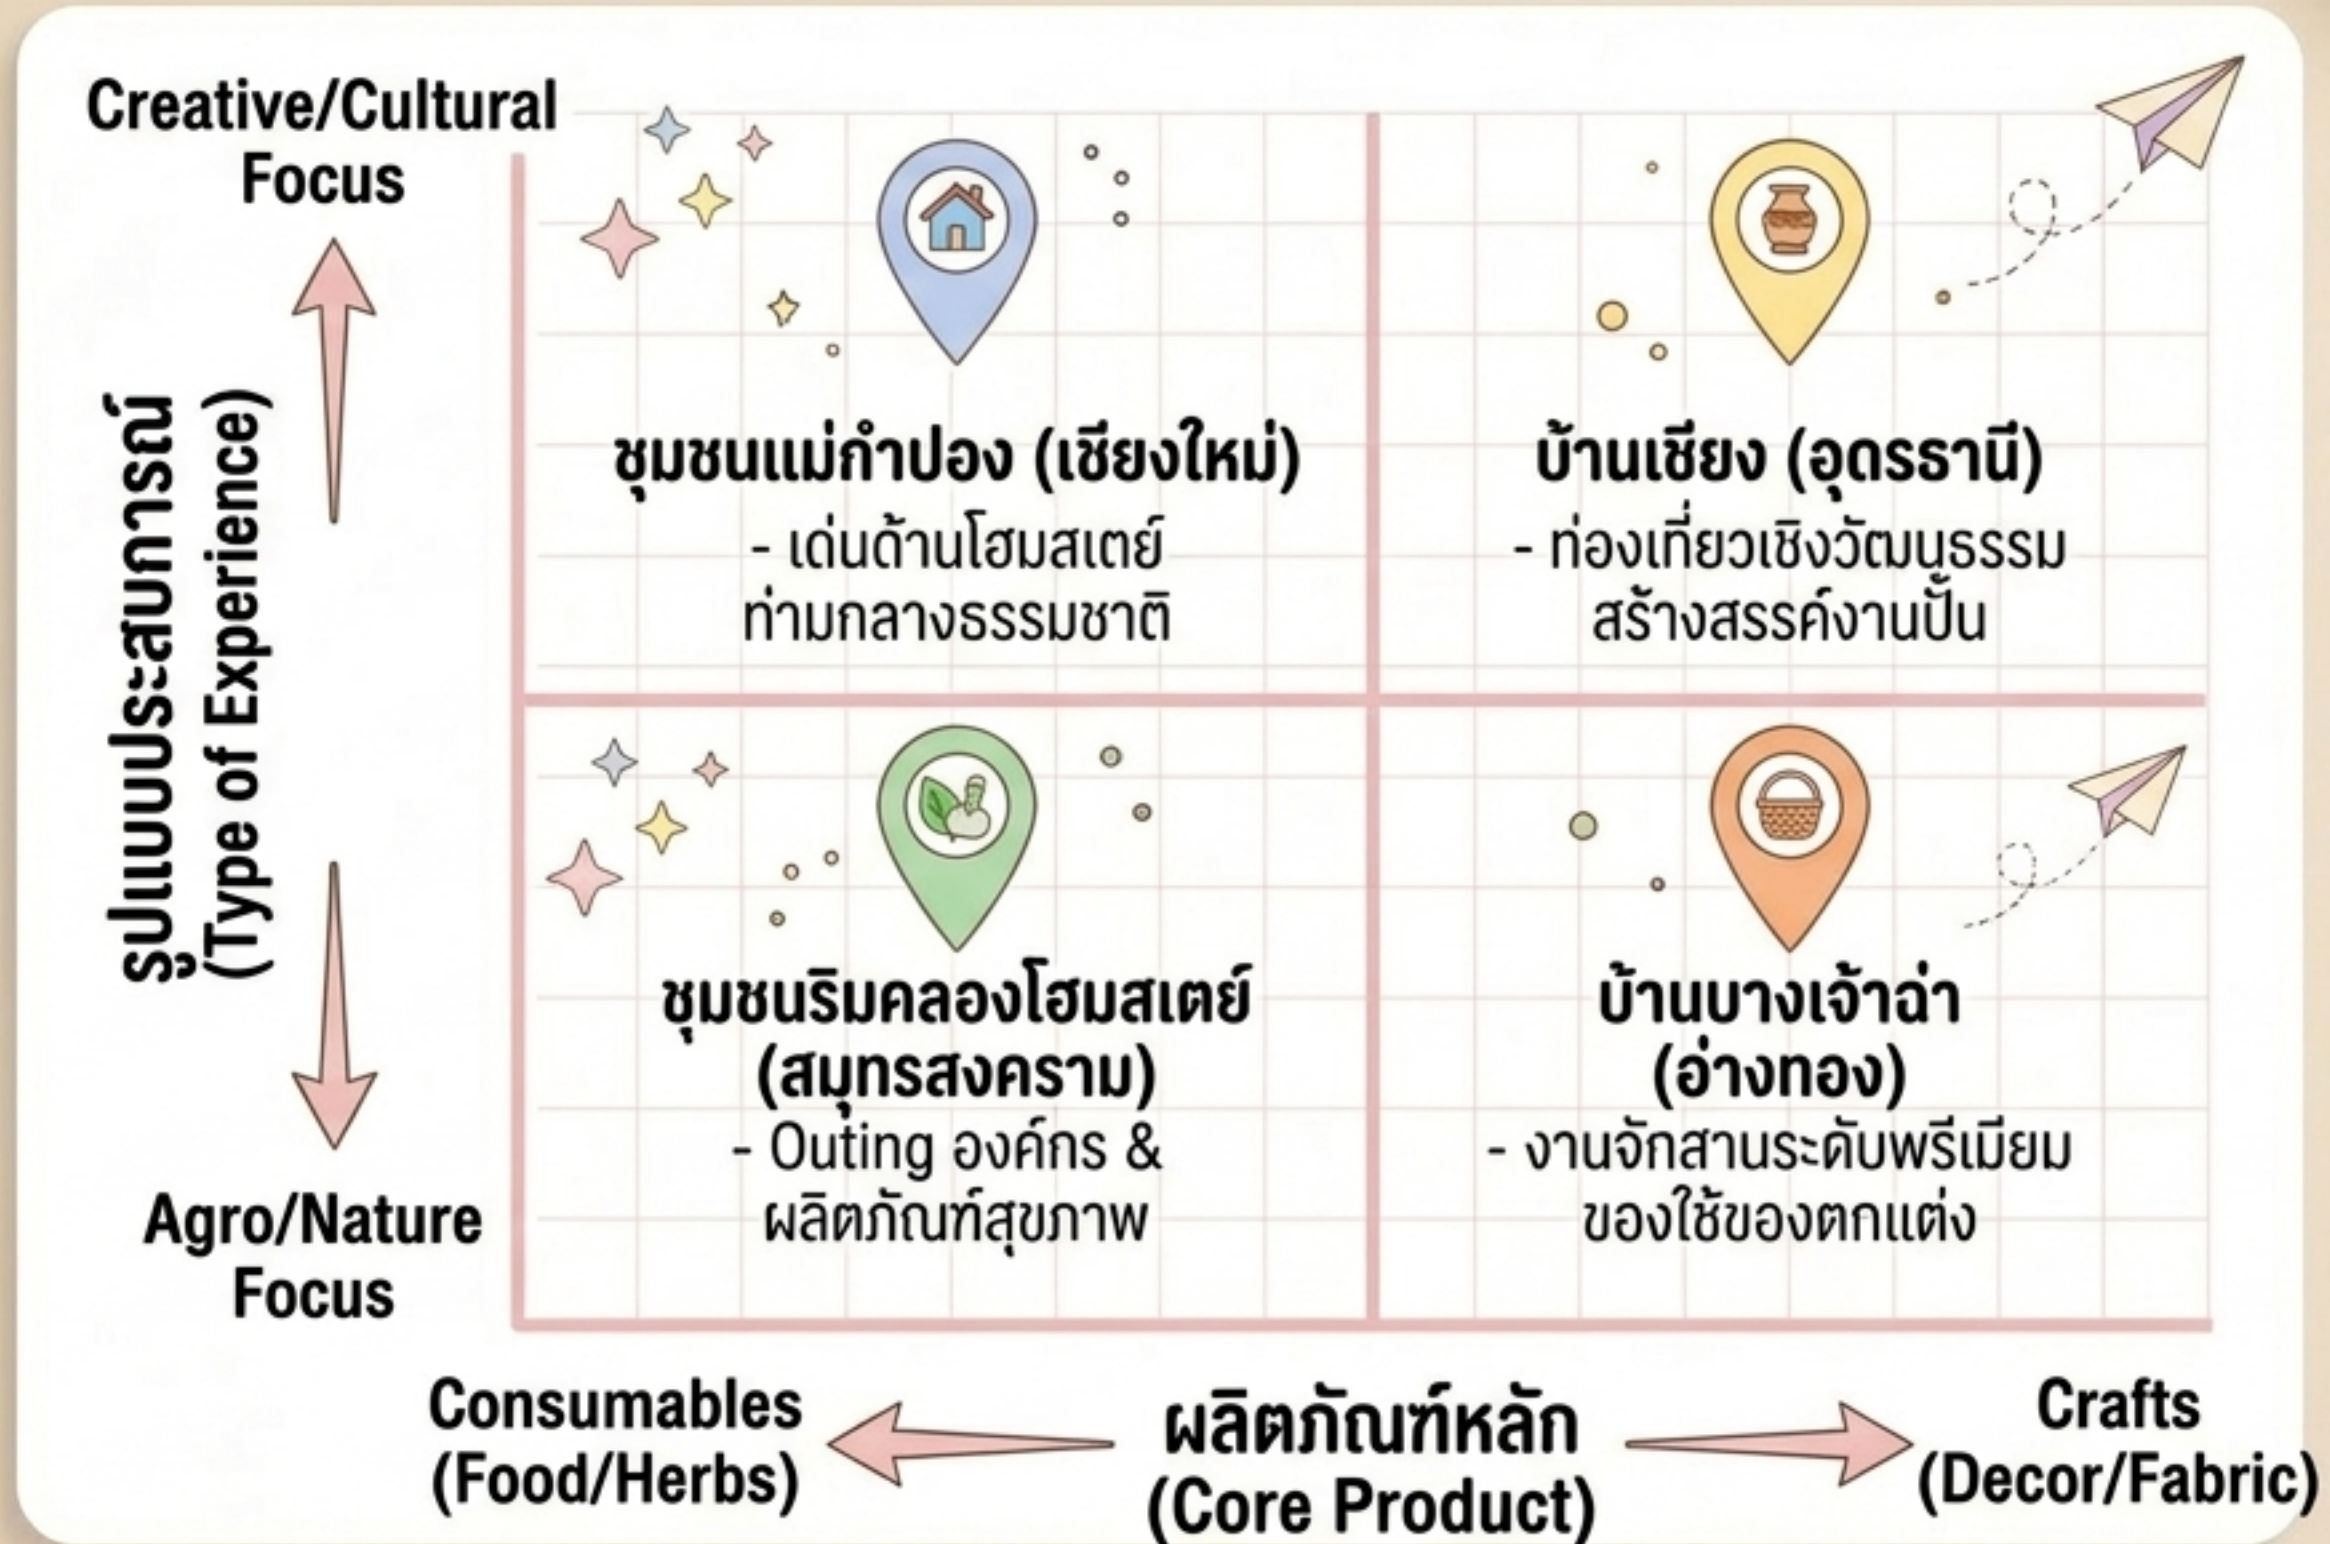 Creative/Cultural
Focus
รูปแบบประสบการณ์
(Type of Experience)
Agro/Nature
Focus
ชุมชนแม่กำปอง (เชียงใหม่)
- เด่นด้านโฮมสเตย์
ท่ามกลางธรรมชาติ
บ้านเชียง (อุดรธานี)
- ท่องเที่ยวเชิงวัฒนธรรม
สร้างสรรค์งานปั้น
ชุมชนริมคลองโฮมสเตย์
(สมุทรสงคราม)
- Outing องค์กร &
ผลิตภัณฑ์สุขภาพ
บ้านบางเจ้าฉ่า
(อ่างทอง)
- งานจักสานระดับพรีเมียม
ของใช้ของตกแต่ง
Consumables
(Food/Herbs)
ผลิตภัณฑ์หลัก
(Core Product)
Crafts
(Decor/Fabric)